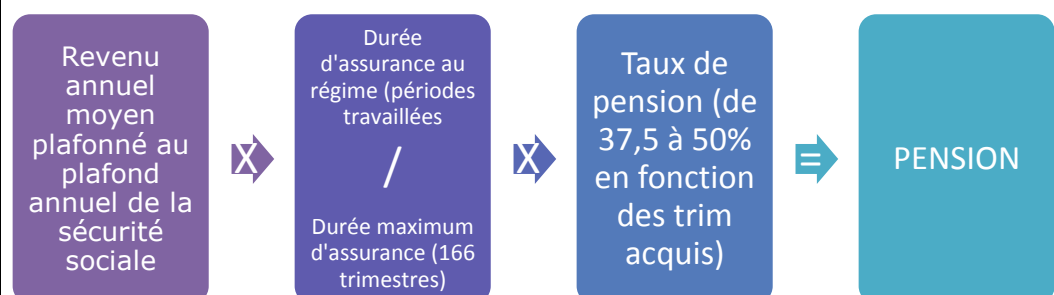 Revenu
annuel
moyen
plafonné au
plafond
annuel de la
sécurité
sociale
X
Durée
d'assurance au
régime (périodes
travaillées
/
Durée maximum
d'assurance (166
trimestres)
X
Taux de
pension (de
37,5 à 50%
en fonction
des trim
acquis)
=
PENSION